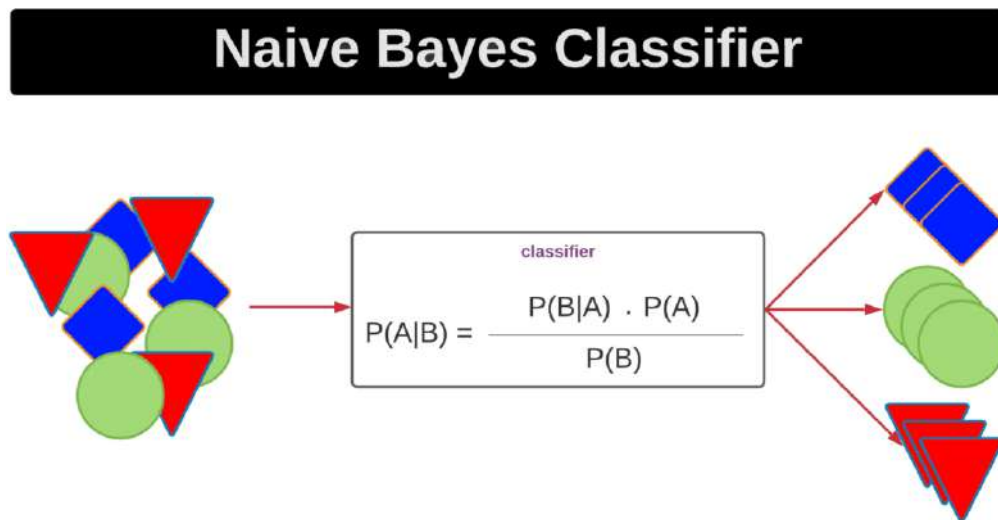 Naive Bayes Classifier
classifier
P(B|A) . P(A)
P(A|B) =
P(B)